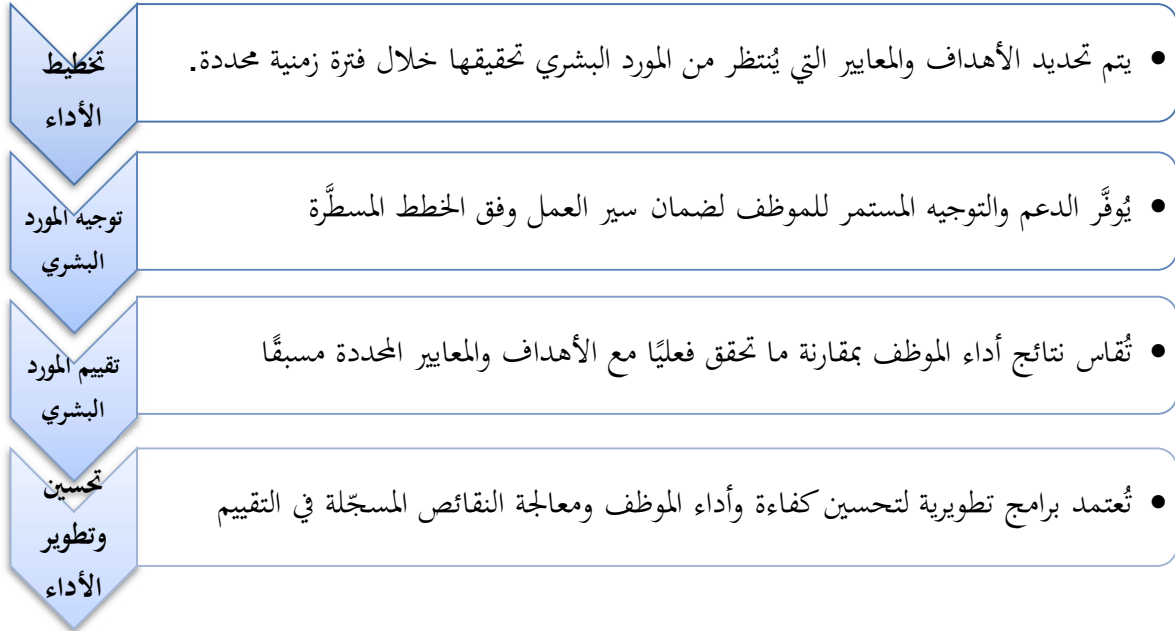 تخطيط
الأداء
• يتم تحديد الأهداف والمعايير التي يُنتظر من المورد البشري تحقيقها خلال فترة زمنية محددة.
توجيه المورد
البشري
• يُوفَّر الدعم والتوجيه المستمر للموظف لضمان سير العمل وفق الخطط المسطَّرة
تقييم المورد
البشري
• تُقاس نتائج أداء الموظف بمقارنة ما تحقق فعليًا مع الأهداف والمعايير المحددة مسبقًا
تحسين
وتطوير
الأداء
• تُعتمد برامج تطويرية لتحسين كفاءة وأداء الموظف ومعالجة النقائص المسجّلة في التقييم